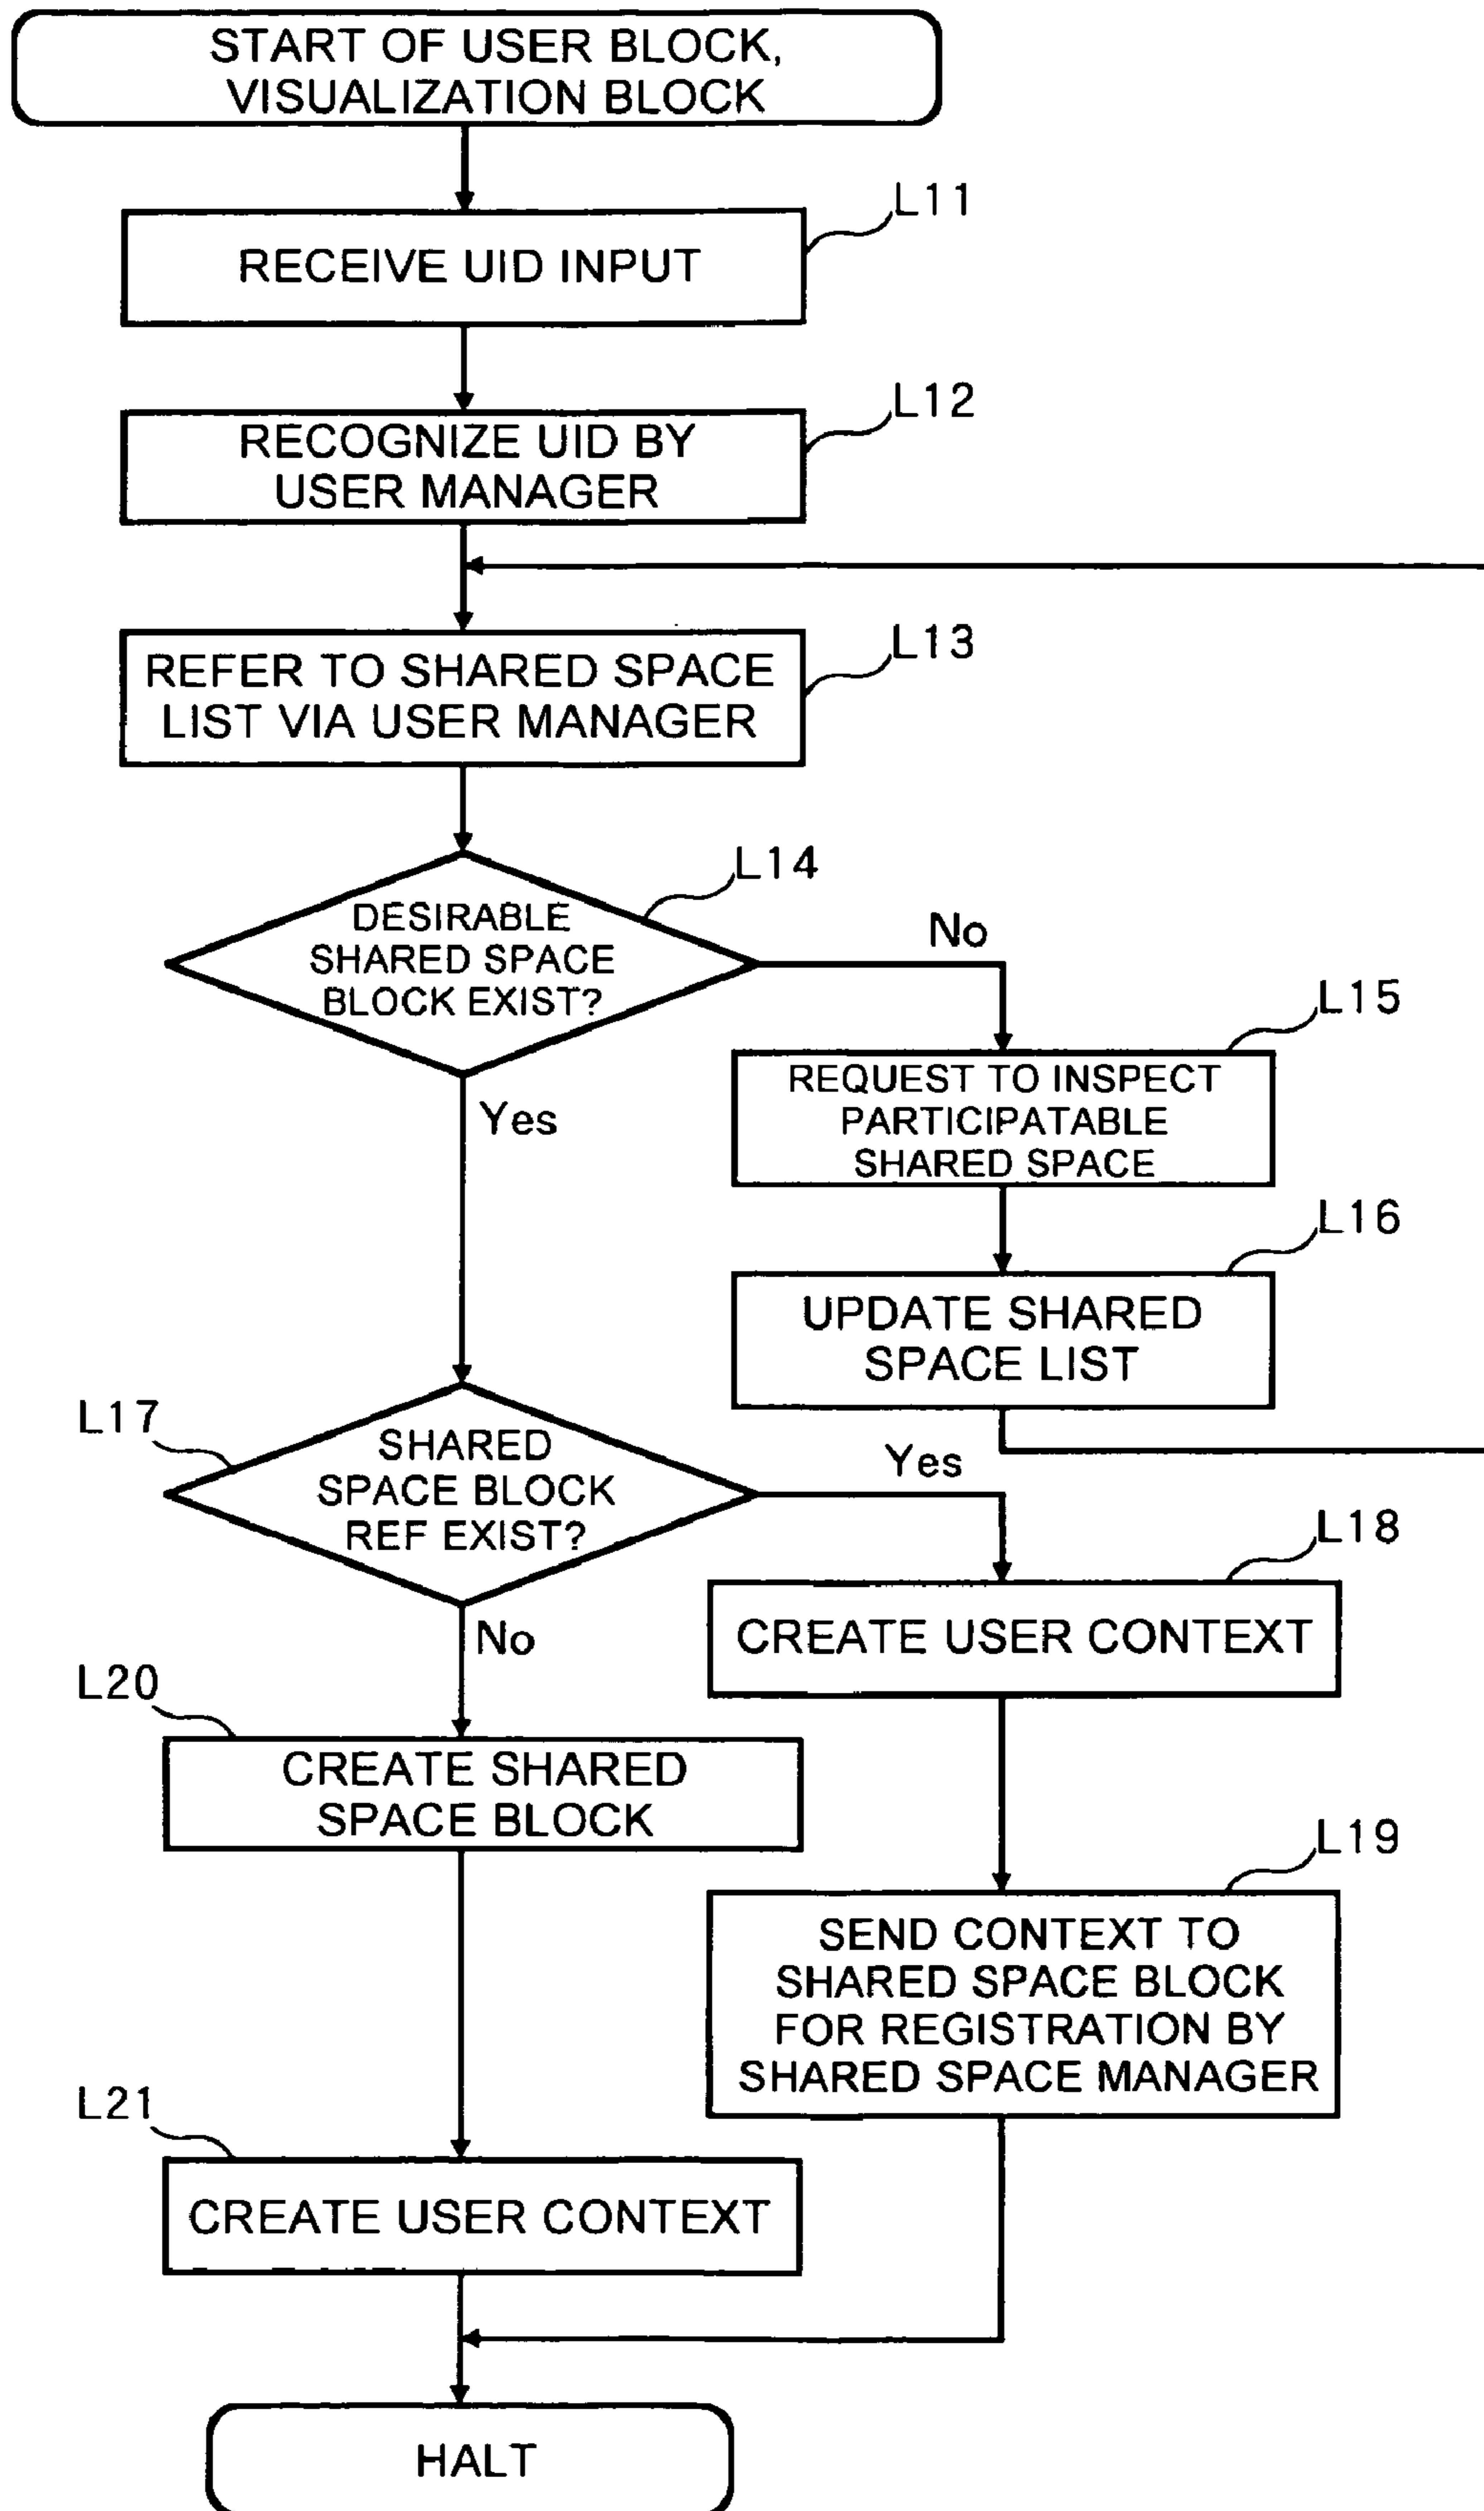 START OF USER BLOCK,
VISUALIZATION BLOCK
L11
RECEIVE UID INPUT
L12
RECOGNIZE UID BY
USER MANAGER
L13
REFER TO SHARED SPACE
LIST VIA USER MANAGER
L14
DESIRABLE
SHARED SPACE
BLOCK EXIST?
No
Yes
L15
REQUEST TO INSPECT
PARTICIPATABLE
SHARED SPACE
L16
UPDATE SHARED
SPACE LIST
L17
SHARED
SPACE BLOCK
REF EXIST?
Yes
No
L18
CREATE USER CONTEXT
L20
CREATE SHARED
SPACE BLOCK
L19
SEND CONTEXT TO
SHARED SPACE BLOCK
FOR REGISTRATION BY
SHARED SPACE MANAGER
L21
CREATE USER CONTEXT
HALT